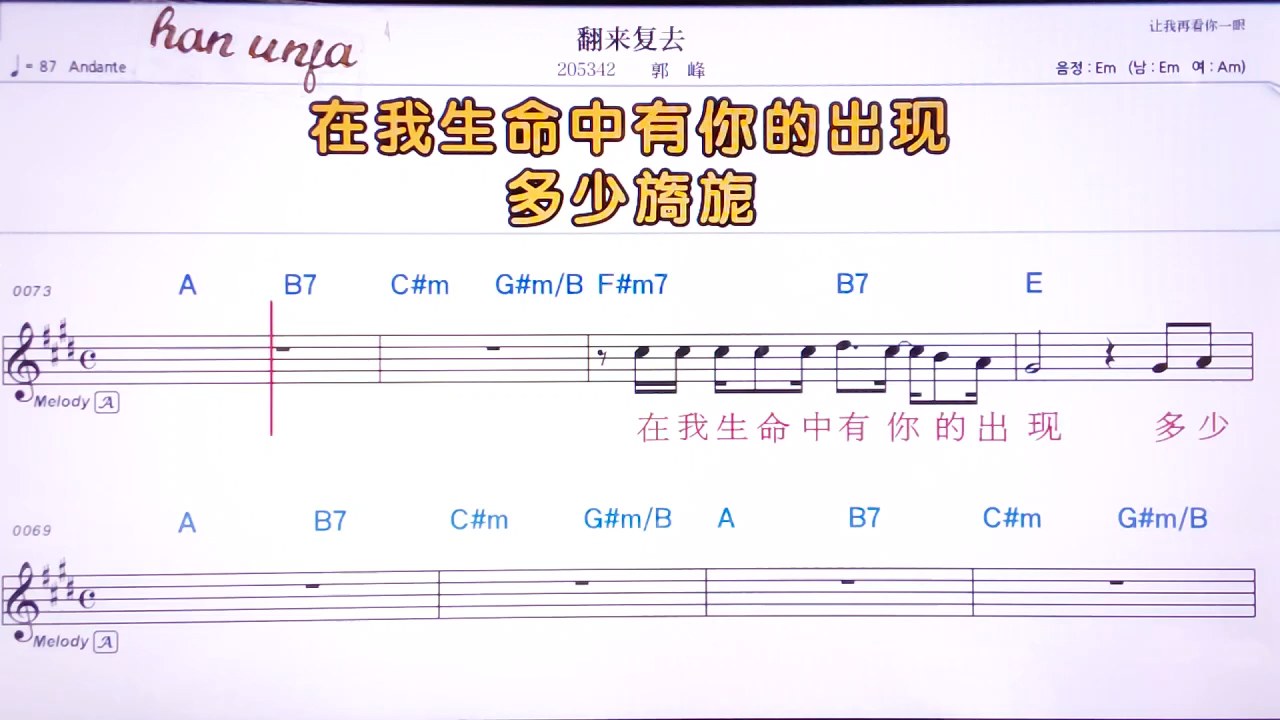 han unja
翻来复去
让我再看你一眼
♩= 87 Andante
205342 郭 峰
음정 : Em (남 : Em 여 : Am)
在我生命中有你的出现
多少旖旎
0073 A B7 C#m G#m/B F#m7 B7 E
Melody A
在我生命中有你的出现 多少
0069 A B7 C#m G#m/B A B7 C#m G#m/B
Melody A